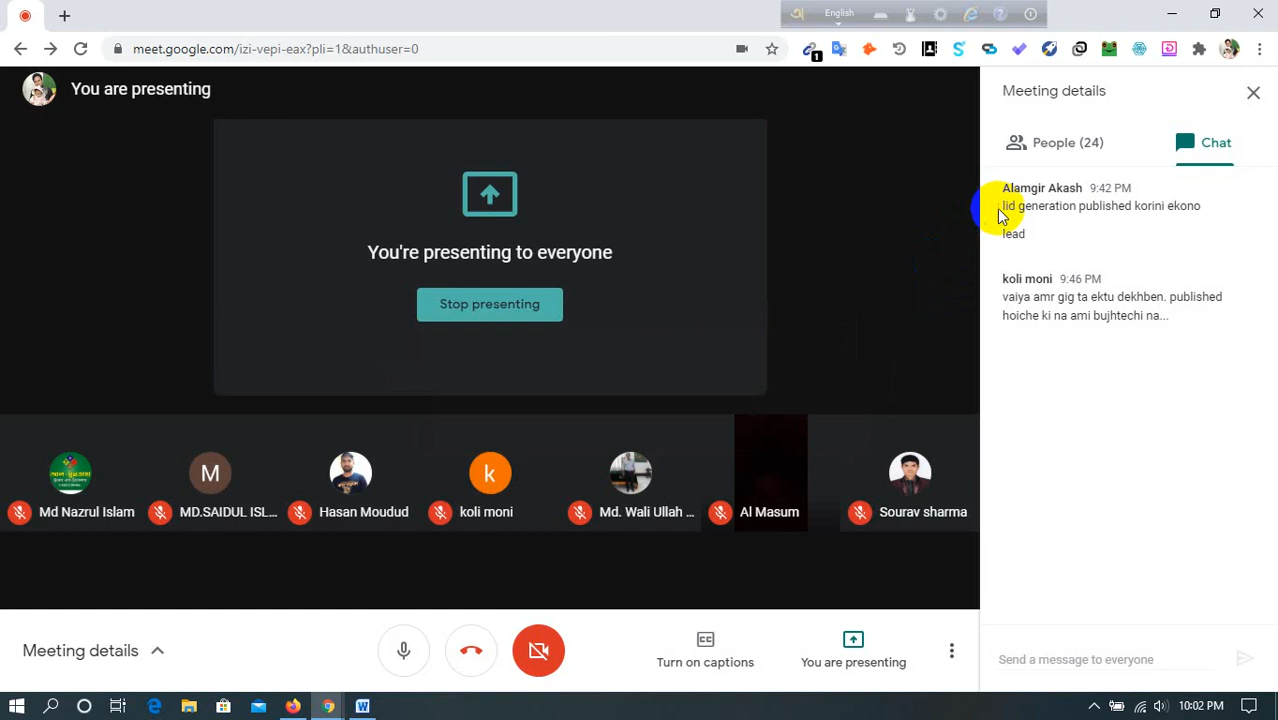 অ English
meet.google.com/izi-vepi-eax?pli=1&authuser=0
1
You are presenting
Meeting details
People (24)
Chat
You're presenting to everyone
Stop presenting
Alamgir Akash 9:42 PM
lid generation published korini ekono
lead
koli moni 9:46 PM
vaiya amr gig ta ektu dekhben. published
hoiche ki na ami bujhtechi na...
M
k
Md Nazrul Islam
MD.SAIDUL ISL...
Hasan Moudud
koli moni
Md. Wali Ullah ...
Al Masum
Sourav sharma
Meeting details
CC
Turn on captions
You are presenting
Send a message to everyone
10:02 PM